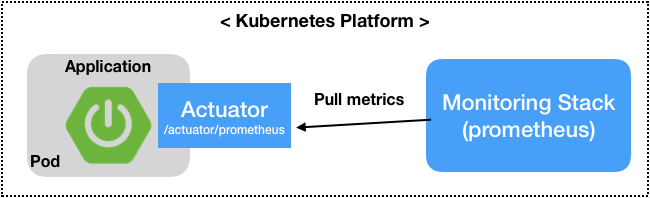 < Kubernetes Platform >
Application
Pod
Actuator
/actuator/prometheus
Pull metrics
Monitoring Stack
(prometheus)